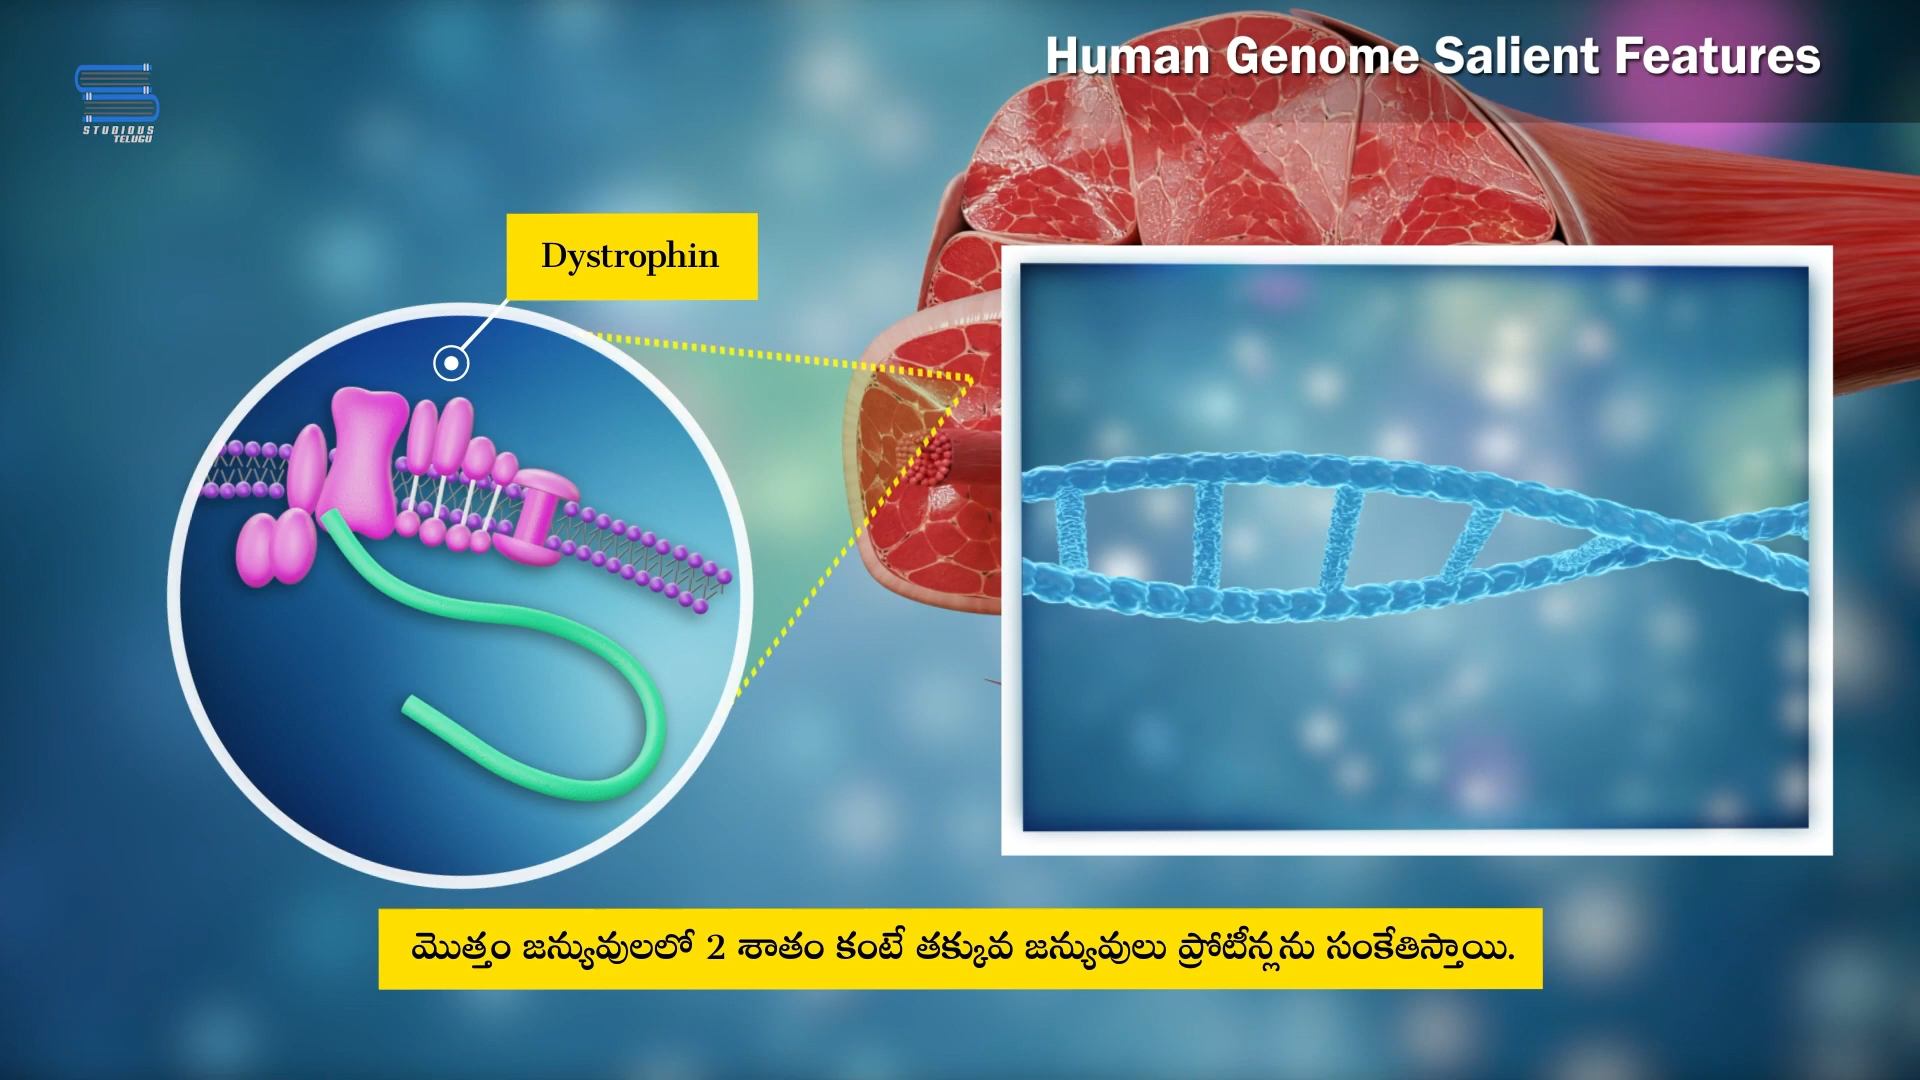 Human Genome Salient Features
STUDIOUS
TELUGU
Dystrophin
మొత్తం జన్యువులలో 2 శాతం కంటే తక్కువ జన్యువులు ప్రోటీన్లను సంకేతిస్తాయి.